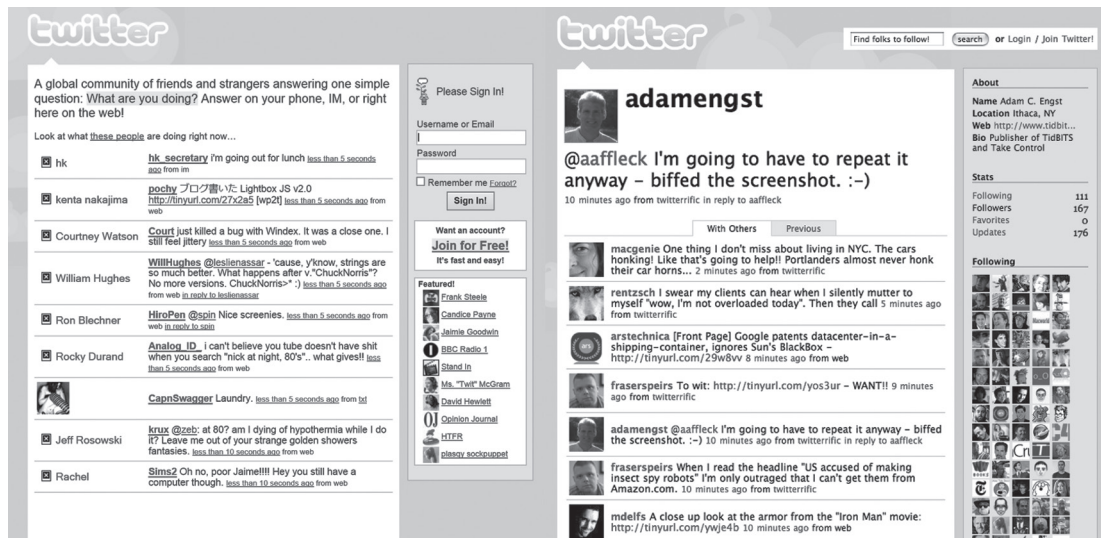 twitter
A global community of friends and strangers answering one simple
question: What are you doing? Answer on your phone, IM, or right
here on the web!
Look at what these people are doing right now…
hk
hk_secretary i'm going out for lunch less than 5 seconds
ago from im
kenta nakajima
pochy ブログ書いた Lightbox JS v2.0
http://tinyurl.com/27x2a5 [wp2t] less than 5 seconds ago from
web
Courtney Watson
Court just killed a bug with Windex. It was a close one. I
still feel jittery less than 5 seconds ago from web
William Hughes
WillHughes @leslienassar - 'cause, y'know, strings are
so much better. What happens after v."ChuckNorris"?
No more versions. ChuckNorris>* :) less than 5 seconds ago
from web in reply to leslienassar
Ron Blechner
HiroPen @spin Nice screenies. less than 5 seconds ago from
web in reply to spin
Rocky Durand
Analog_ID_ i can't believe you tube doesn't have shit
when you search "nick at night, 80's".. what gives!! less
than 5 seconds ago from web
CapnSwagger Laundry. less than 5 seconds ago from txt
Jeff Rosowski
krux @zeb: at 80? am I dying of hypothermia while I do
it? Leave me out of your strange golden showers
fantasies. less than 10 seconds ago from web
Rachel
Sims2 Oh no, poor Jaime!!!! Hey you still have a
computer though. less than 10 seconds ago from web
Please Sign In!
Username or Email
Password
Remember me Forgot?
Sign In!
Want an account?
Join for Free!
It's fast and easy!
Featured!
Frank Steele
Candice Payne
Jaimie Goodwin
BBC Radio 1
Stand In
Ms. "Twit" McGram
David Hewlett
OJ Opinion Journal
HTFR
plasqy sockpuppet
twitter
Find folks to follow! search or Login / Join Twitter!
adamengst
@aaffleck I'm going to have to repeat it
anyway - biffed the screenshot. :-)
10 minutes ago from twitterrific in reply to aaffleck
With Others Previous
macgenie One thing I don't miss about living in NYC. The cars
honking! Like that's going to help!! Portlanders almost never honk
their car horns... 2 minutes ago from twitterrific
rentzsch I swear my clients can hear when I silently mutter to
myself "wow, I'm not overloaded today". Then they call 5 minutes ago
from twitterrific
ars
arstechnica [Front Page] Google patents datacenter-in-a-
shipping-container, ignores Sun's BlackBox -
http://tinyurl.com/29w8vv 8 minutes ago from web
fraserspeirs To wit: http://tinyurl.com/yos3ur - WANT!! 9 minutes
ago from twitterrific
adamengst @aaffleck I'm going to have to repeat it anyway - biffed
the screenshot. :-) 10 minutes ago from twitterrific in reply to aaffleck
fraserspeirs When I read the headline "US accused of making
insect spy robots" I'm only outraged that I can't get them from
Amazon.com. 10 minutes ago from twitterrific
mdelfs A close up look at the armor from the "Iron Man" movie:
http://tinyurl.com/ywje4b 10 minutes ago from web
About
Name Adam C. Engst
Location Ithaca, NY
Web http://www.tidbit...
Bio Publisher of TidBITS
and Take Control
Stats
Following 111
Followers 167
Favorites 0
Updates 176
Following